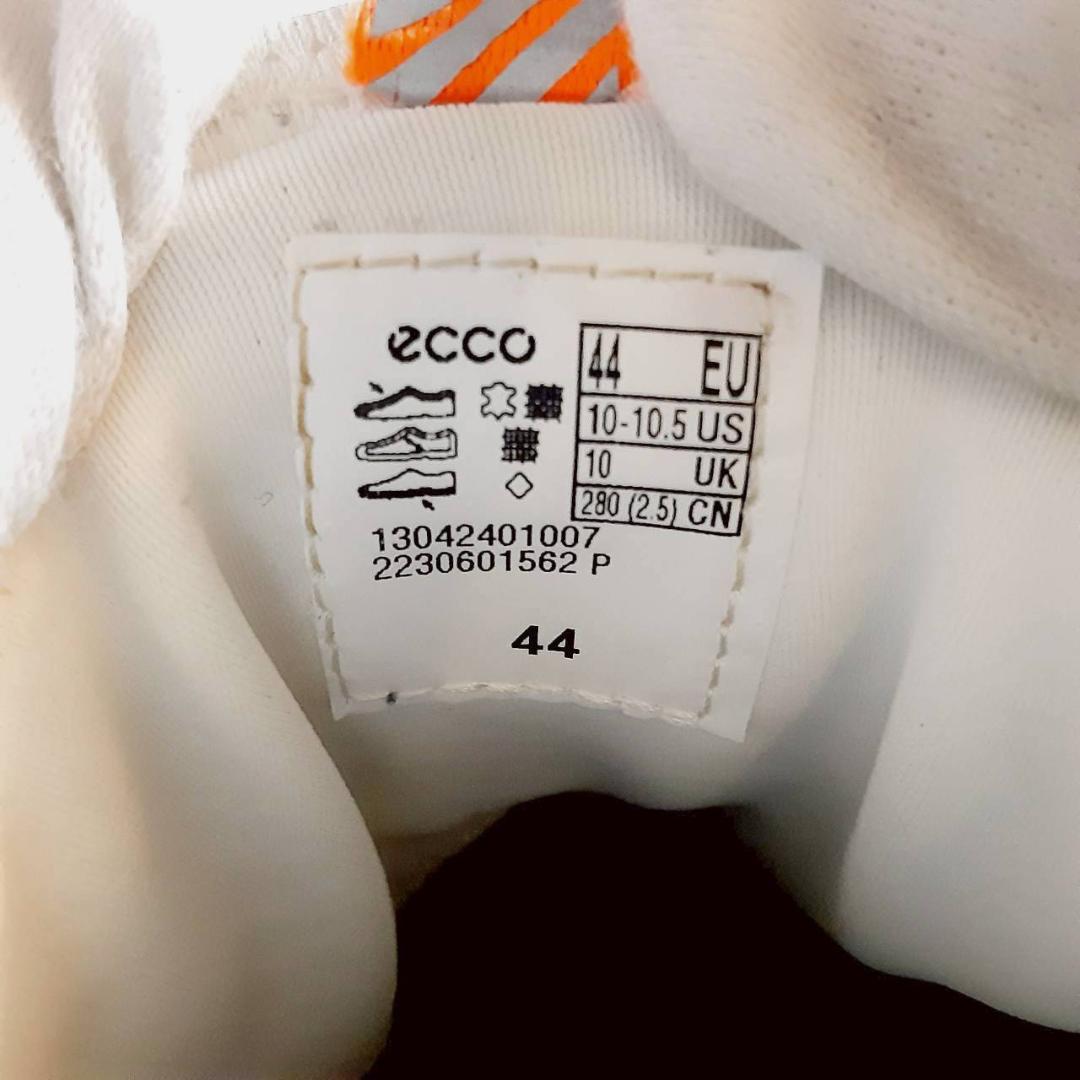 ecco
44 EU
10-10.5 US
10 UK
280 (2.5) CN
13042401007
2230601562 P
44